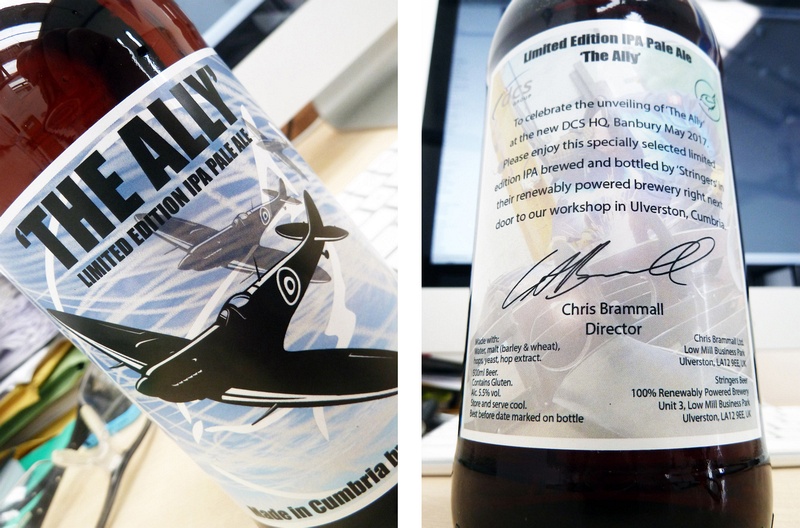 'THE ALLY'
LIMITED EDITION IPA PALE ALE
Made in Cumbria
Limited Edition IPA Pale Ale
'The Ally'
dcs
To celebrate the unveiling of 'The Ally'
at the new DCS HQ, Banbury May 2017.
Please enjoy this specially selected limited
edition IPA brewed and bottled by 'Stringers' in
their renewably powered brewery right next
door to our workshop in Ulverston, Cumbria.
Chris Brammall
Director
Made with:
Water, malt (barley & wheat),
hops, yeast, hop extract.
500ml Beer.
Contains Gluten.
Alc. 5.5% vol.
Store and serve cool.
Best before date marked on bottle
Chris Brammall Ltd.
Low Mill Business Park
Ulverston, LA12 9EE, UK
Stringers Beer
100% Renewably Powered Brewery
Unit 3, Low Mill Business Park
Ulverston, LA12 9EE, UK